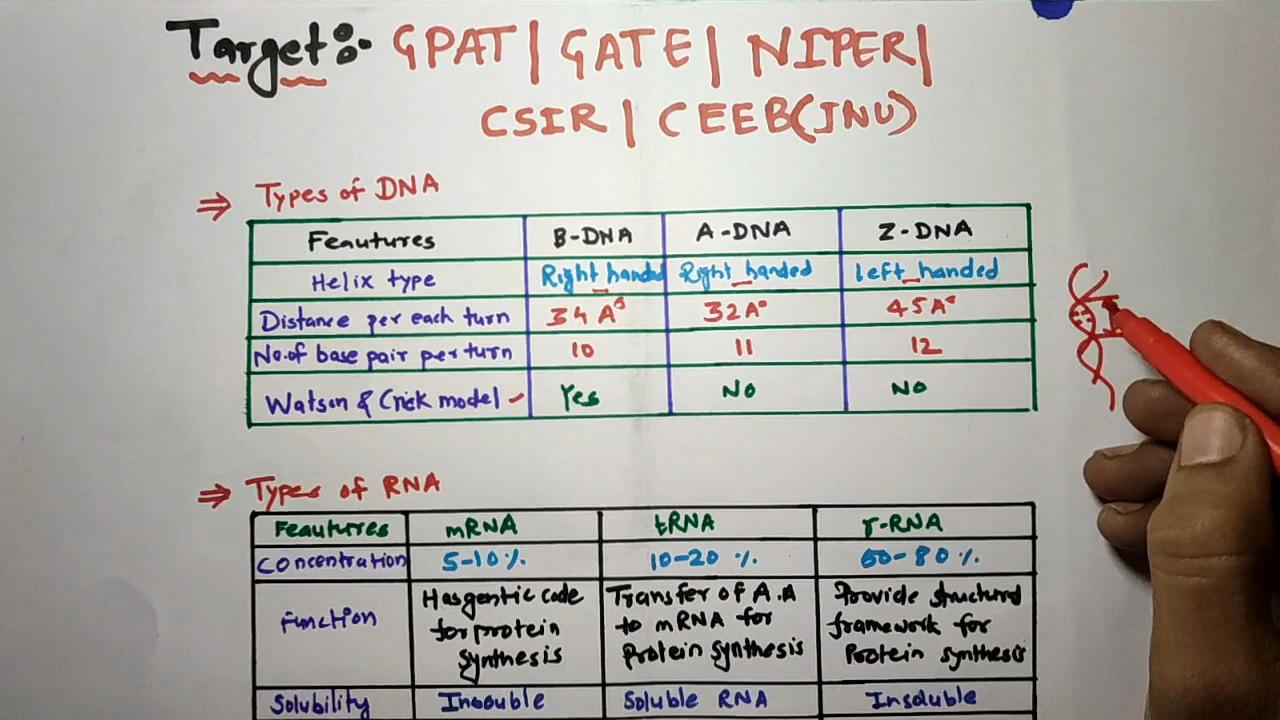 Target:- GPAT| GATE| NIPER|
CSIR | CEEB(JNU)
⇒ Types of DNA
Feautures B-DNA A-DNA Z-DNA
Helix type Right handed Right handed left handed
Distance per each turn 34 A° 32A° 45A°
No.of base pair per turn 10 11 12
Watson & Crick model Yes No No
⇒ Types of RNA
Feautures mRNA tRNA r-RNA
Concentration 5-10% 10-20 % 60-80%
Function
Has gentic code
for protein
synthesis
Transfer of A.A
to mRNA for
Protein synthesis
Provide structural
framework for
Protein synthesis
Solubility Insouble Soluble RNA Insoluble